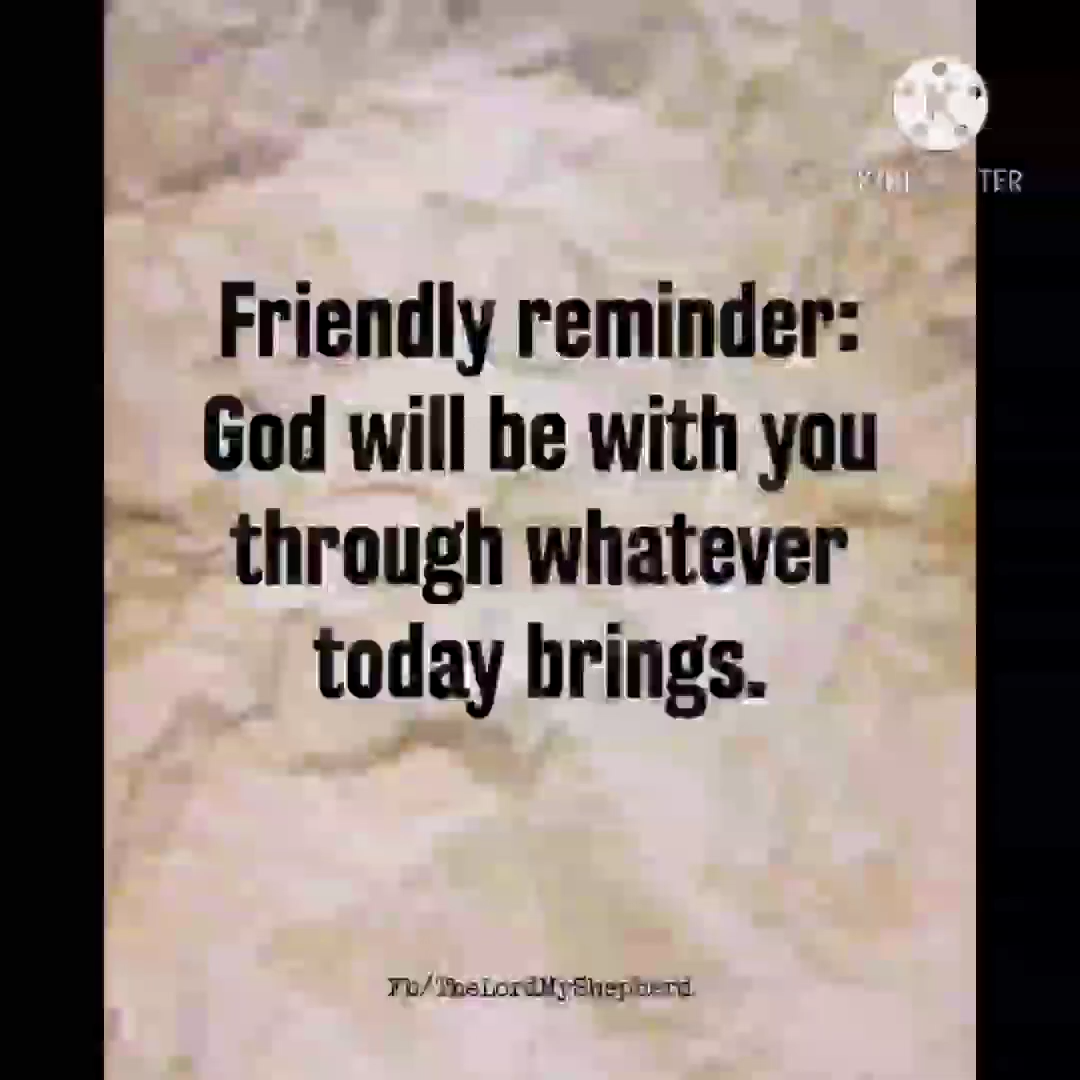 Friendly reminder:
God will be with you
through whatever
today brings.
Fb/TheLordMyShepherd